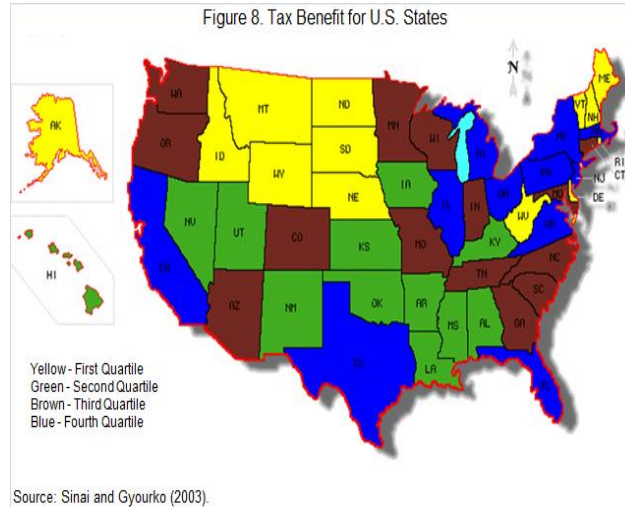 Figure 8. Tax Benefit for U.S. States
N
AK
HI
WA
OR
CA
NV
ID
MT
WY
UT
AZ
CO
NM
ND
SD
NE
KS
OK
TX
MN
IA
MO
AR
LA
WI
IL
IN
MI
OH
KY
TN
MS
AL
GA
FL
SC
NC
VA
WV
MD
PA
NY
VT
NH
ME
RI
CT
NJ
DE
Yellow - First Quartile
Green - Second Quartile
Brown - Third Quartile
Blue - Fourth Quartile
Source: Sinai and Gyourko (2003).